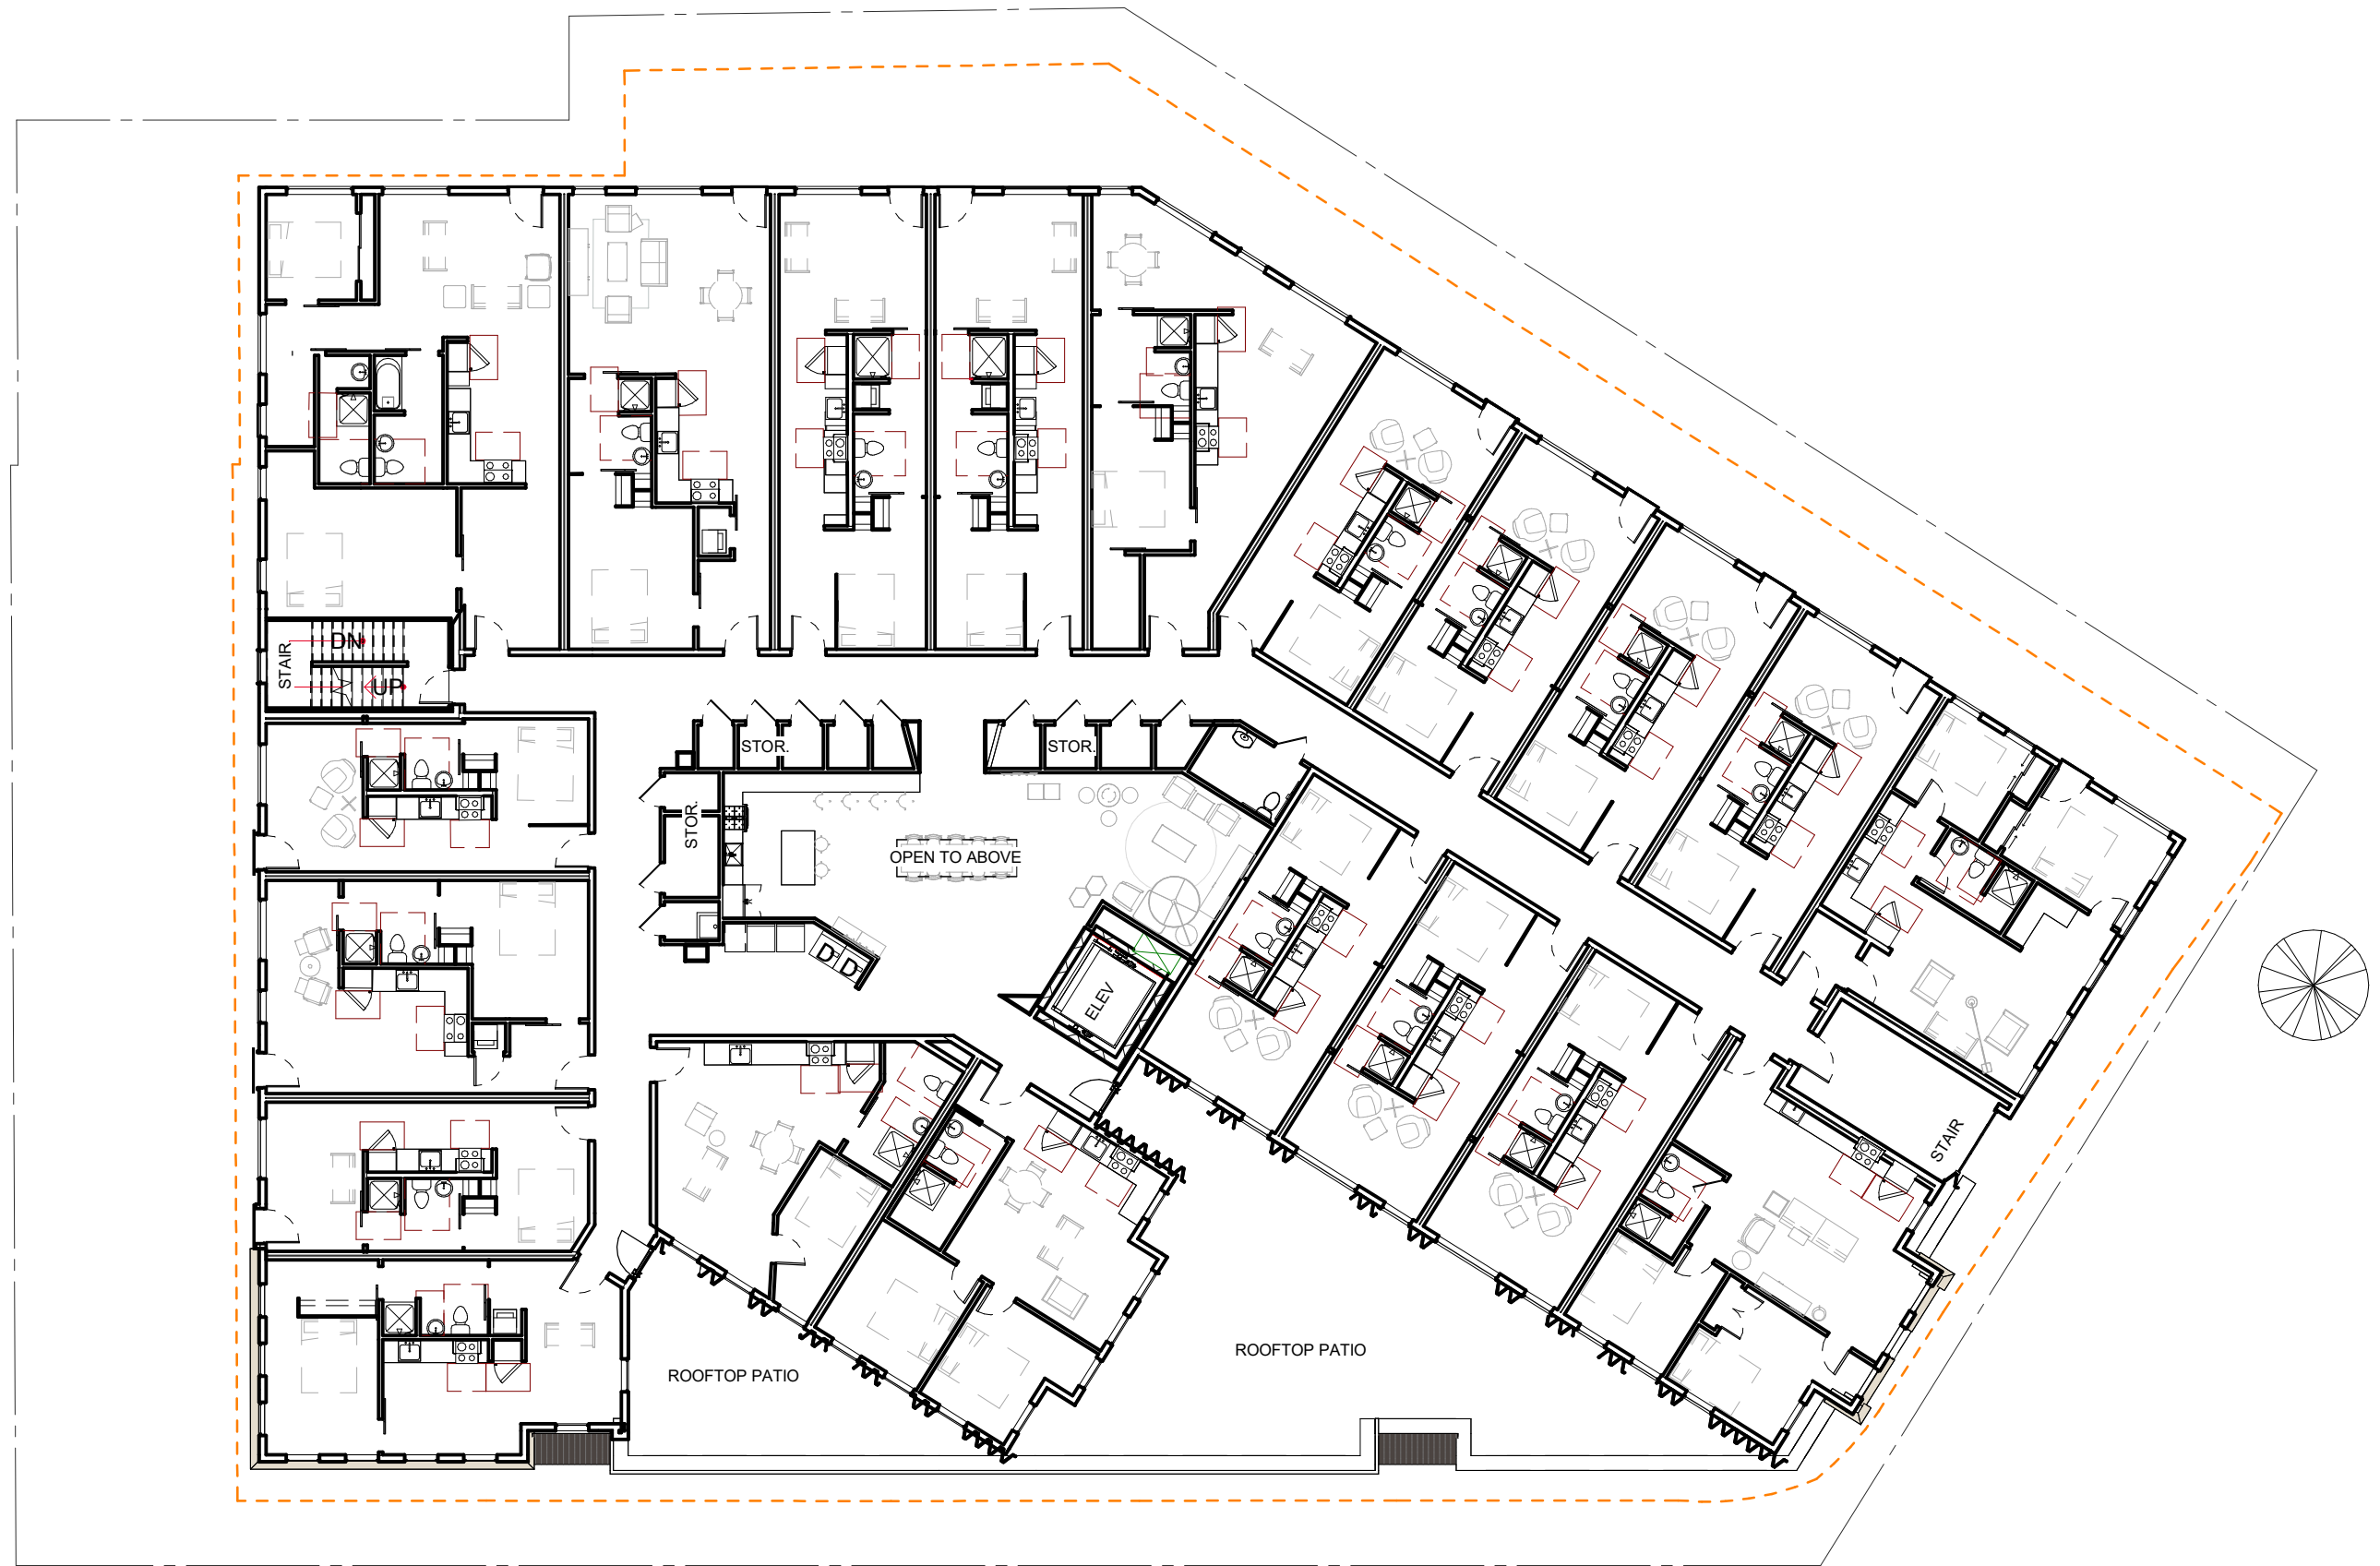 DN
STAIR
UP
STOR.
STOR.
STOR.
OPEN TO ABOVE
D
D
ELEV
STAIR
ROOFTOP PATIO
ROOFTOP PATIO